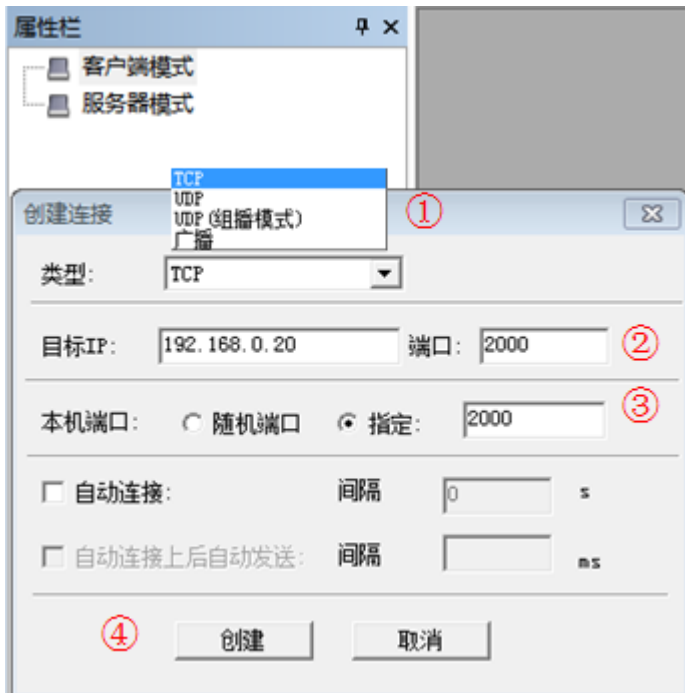 属性栏
客户端模式
服务器模式
TCP
UDP
UDP(组播模式)
广播
①
创建连接
类型: TCP
目标IP: 192.168.0.20 端口: 2000 ②
本机端口: 随机端口 指定: 2000 ③
自动连接: 间隔 0 s
自动连接上后自动发送: 间隔 ms
④ 创建 取消